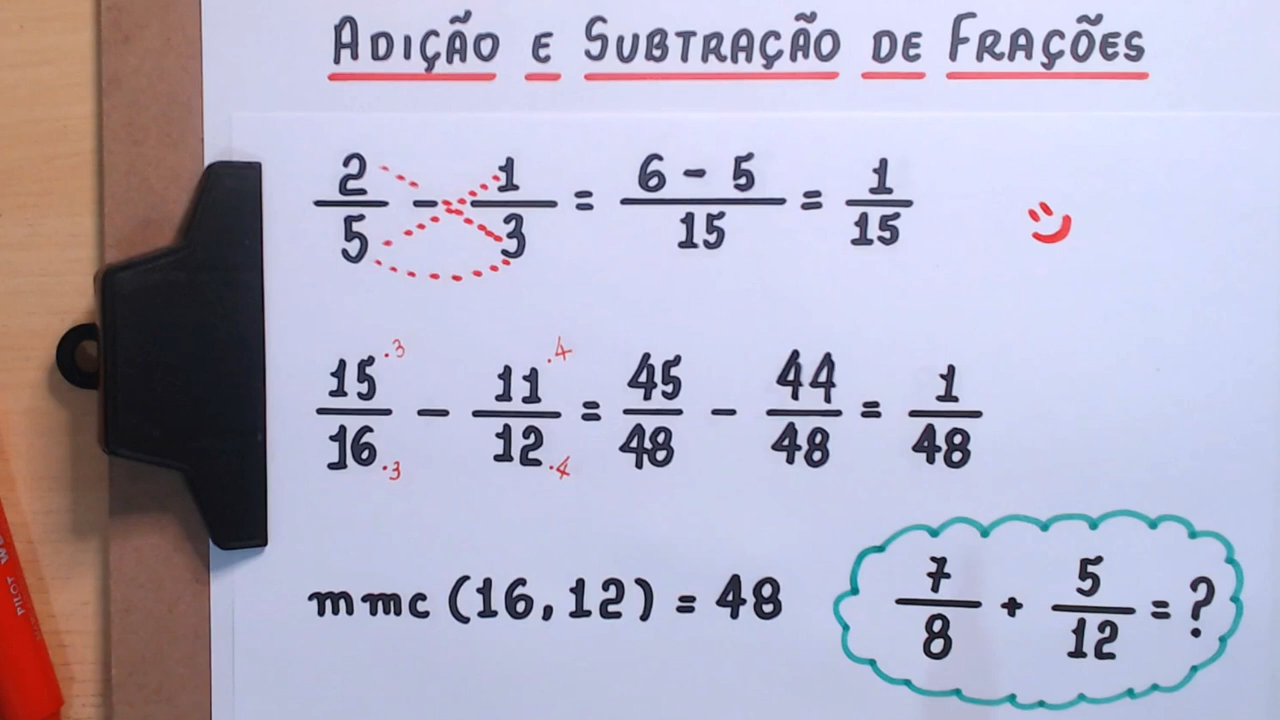 ADIÇÃO E SUBTRAÇÃO DE FRAÇÕES
2/5 - 1/3 = (6 - 5)/15 = 1/15
15/16 - 11/12 = 45/48 - 44/48 = 1/48
.3 .4
.3 .4
mmc (16, 12) = 48
7/8 + 5/12 = ?
PILOT